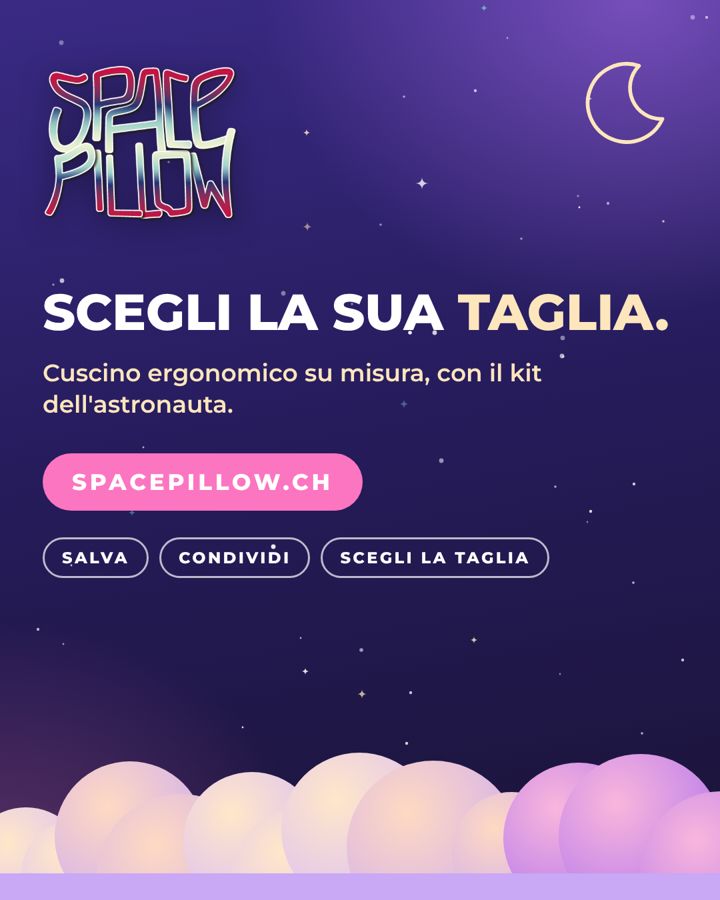 SPACE
PILLOW
SCEGLI LA SUA TAGLIA.
Cuscino ergonomico su misura, con il kit
dell'astronauta.
SPACEPILLOW.CH
SALVA
CONDIVIDI
SCEGLI LA TAGLIA